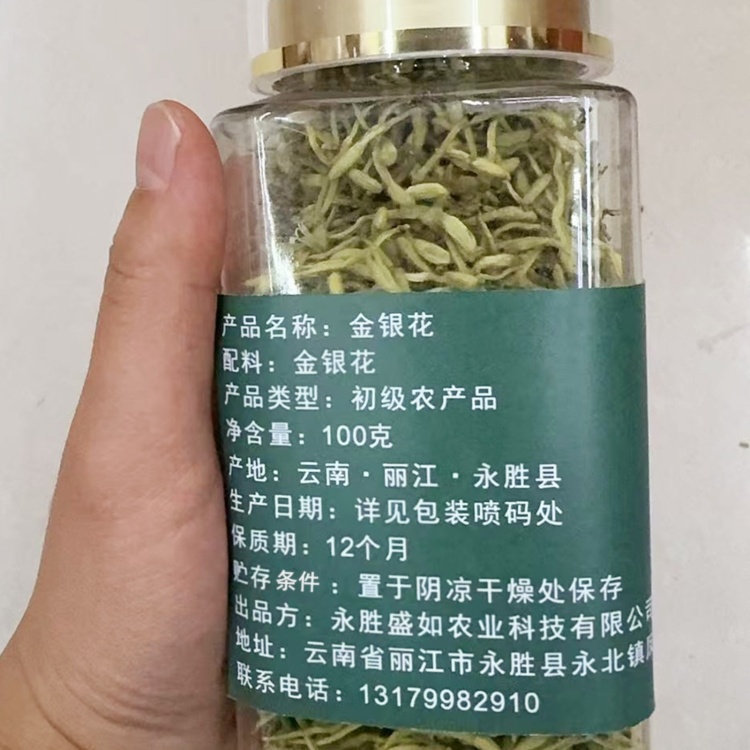 产品名称：金银花
配料：金银花
产品类型：初级农产品
净含量：100克
产地：云南·丽江·永胜县
生产日期：详见包装喷码处
保质期：12个月
贮存条件：置于阴凉干燥处保存
出品方：永胜盛如农业科技有限公司
地址：云南省丽江市永胜县永北镇
联系电话：13179982910